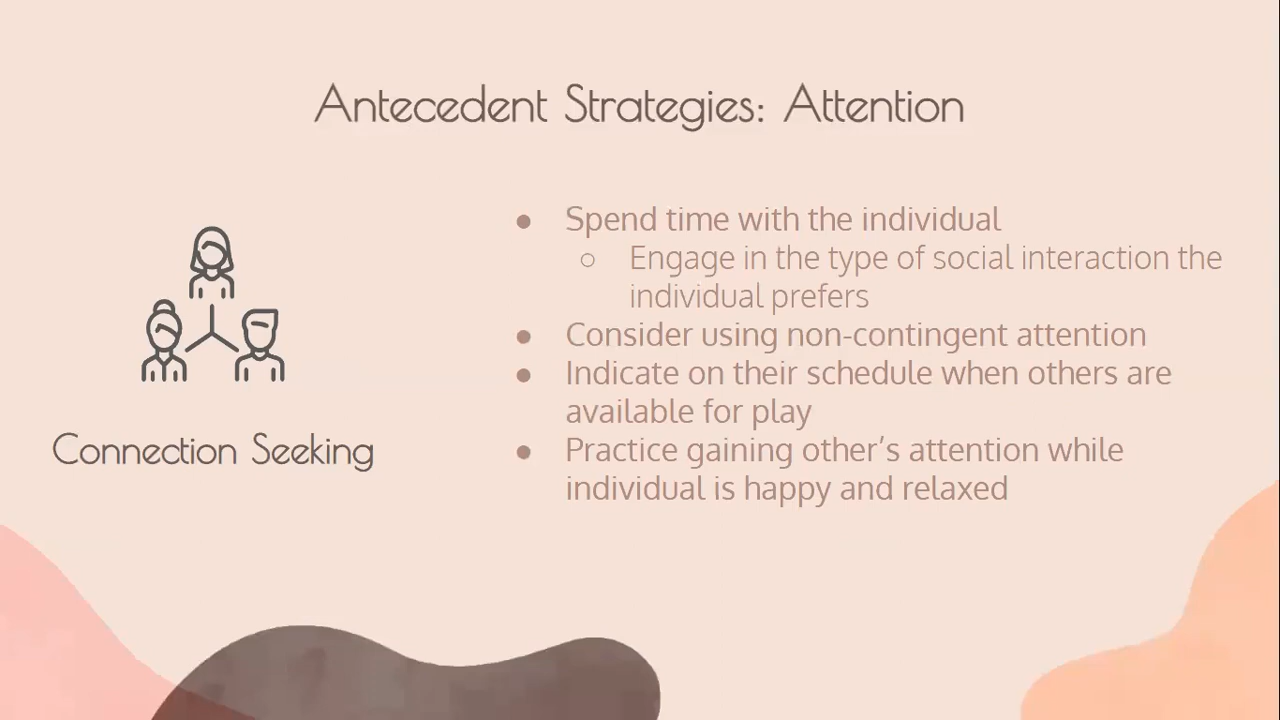 Antecedent Strategies: Attention
● Spend time with the individual
○ Engage in the type of social interaction the
individual prefers
● Consider using non-contingent attention
● Indicate on their schedule when others are
available for play
● Practice gaining other’s attention while
individual is happy and relaxed
Connection Seeking